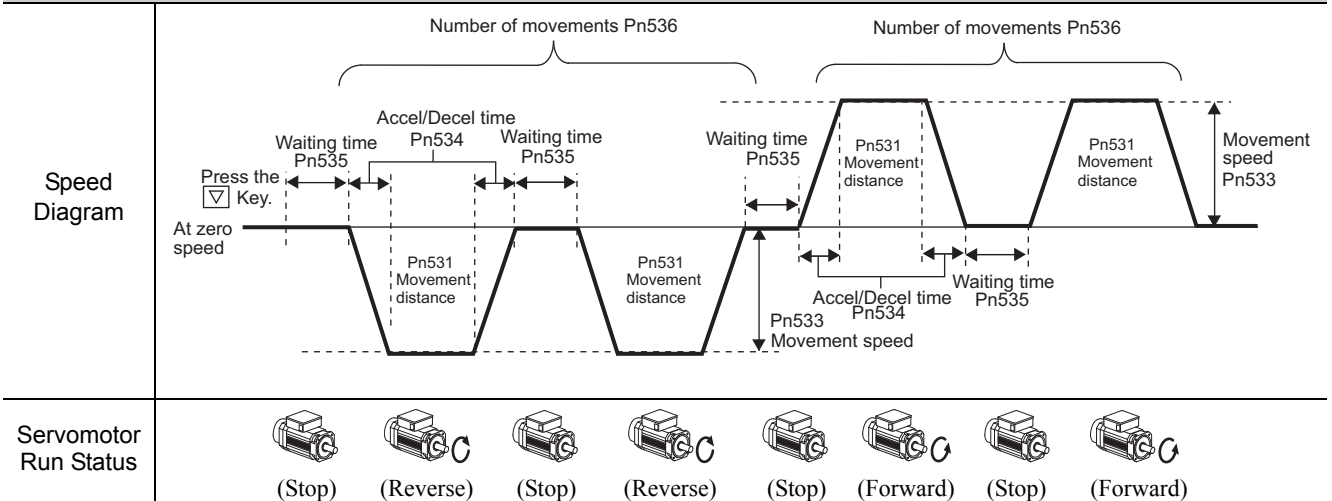 Speed
Diagram
Number of movements Pn536
Number of movements Pn536
Accel/Decel time
Pn534
Waiting time
Pn535
Waiting time
Pn535
Waiting time
Pn535
Press the
▽ Key.
At zero
speed
Pn531
Movement
distance
Pn531
Movement
distance
Pn533
Movement speed
Pn531
Movement
distance
Pn531
Movement
distance
Movement
speed
Pn533
Accel/Decel time
Pn534
Waiting time
Pn535
Servomotor
Run Status
(Stop) (Reverse) (Stop) (Reverse) (Stop) (Forward) (Stop) (Forward)